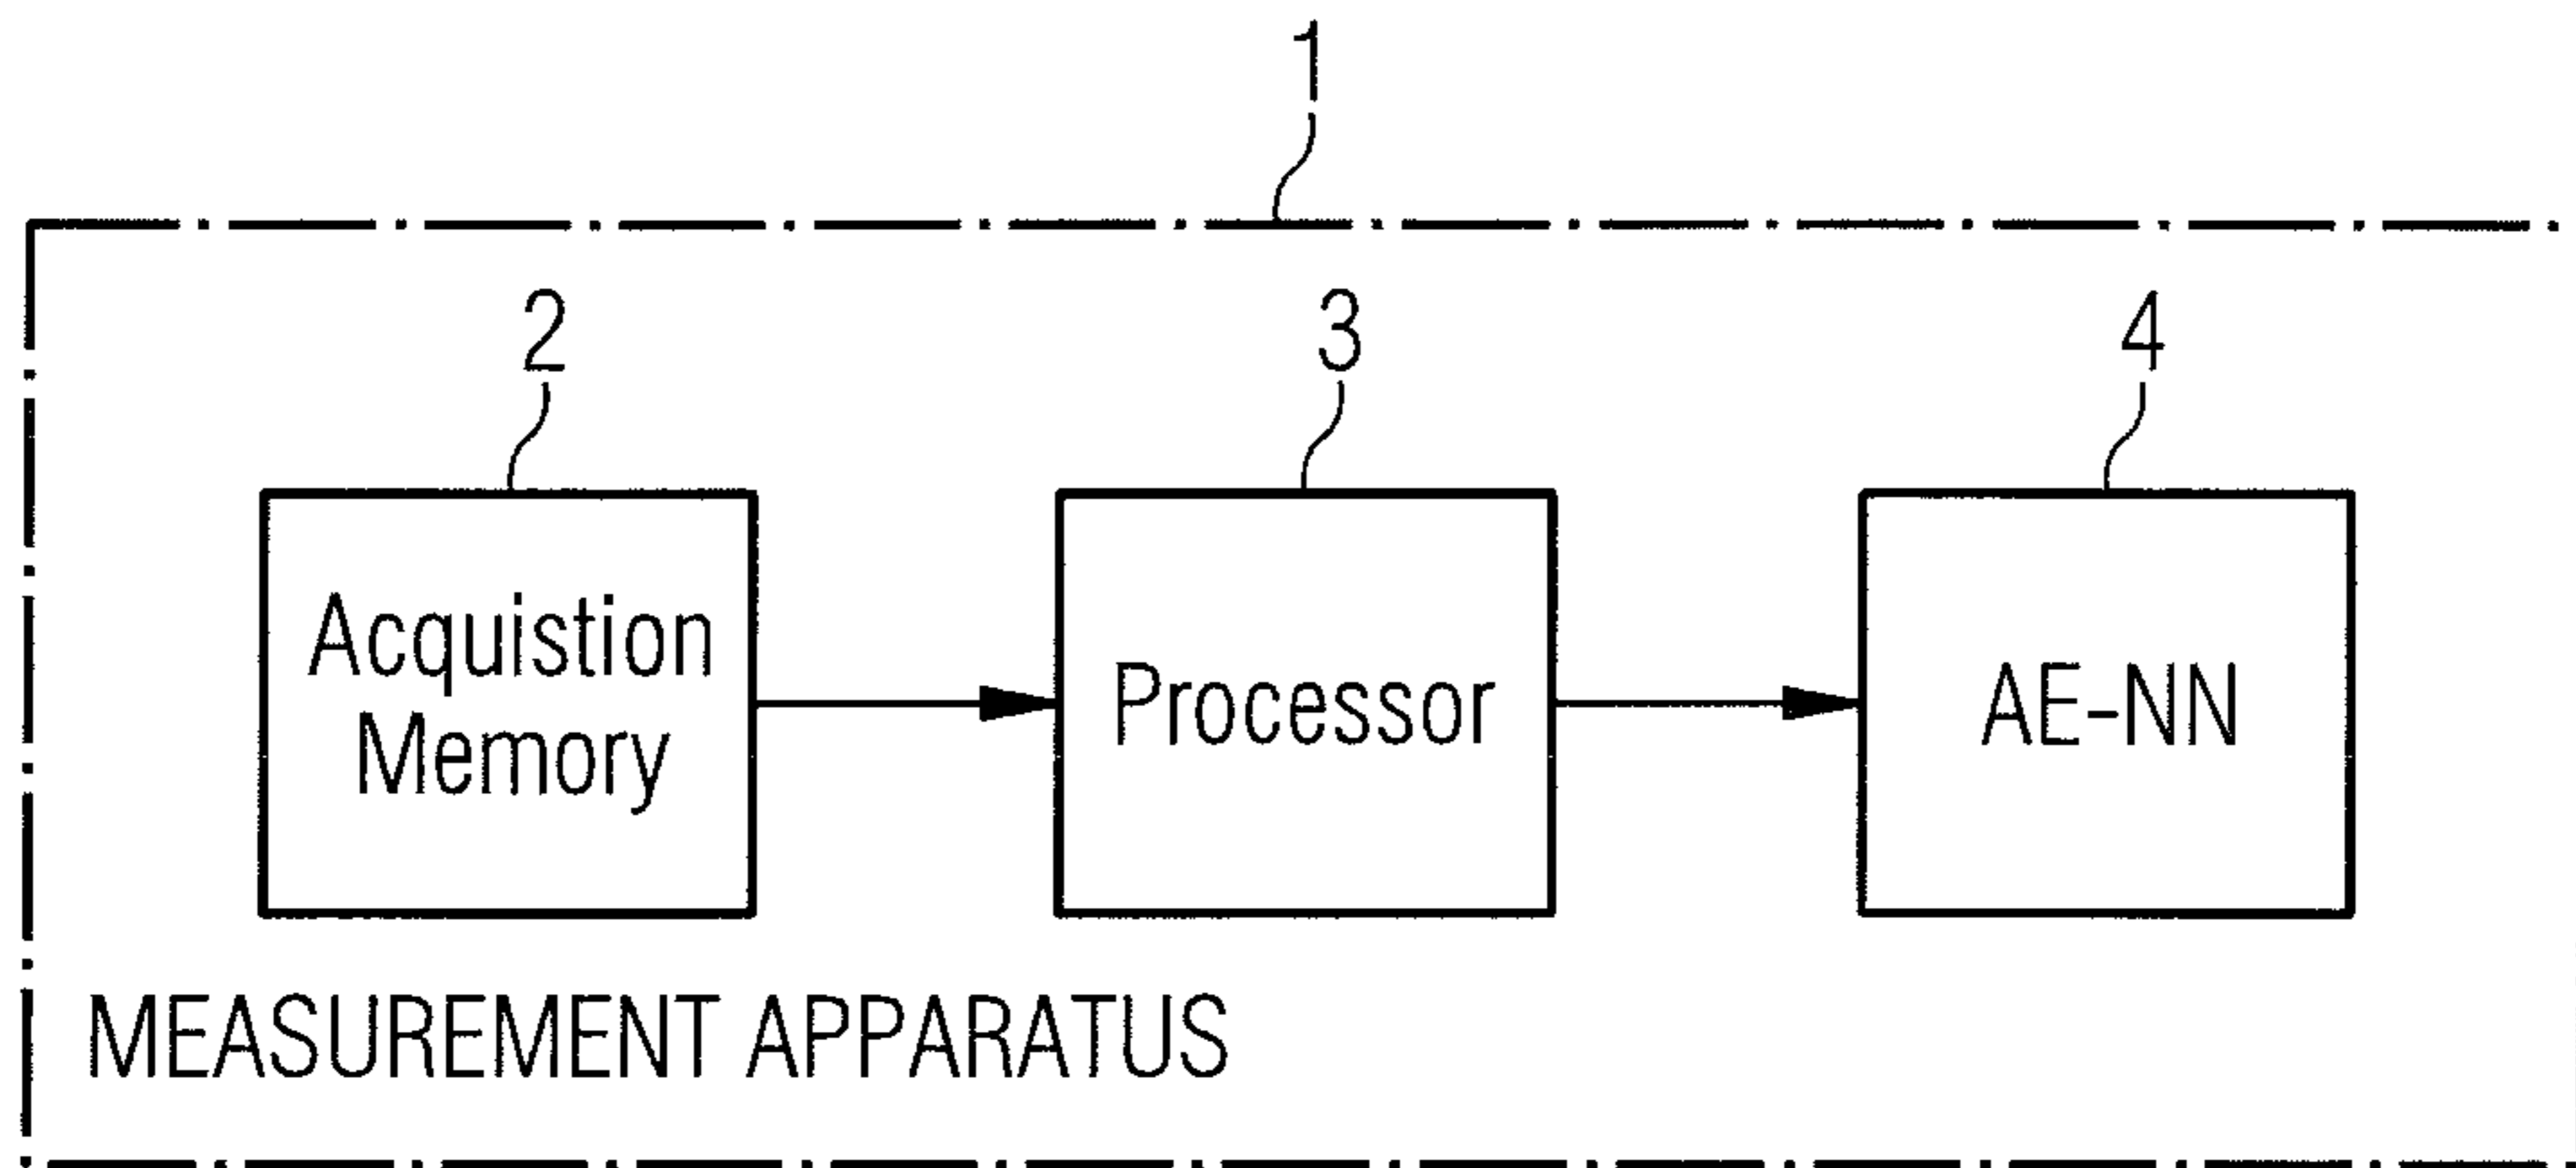 1
2
3
4
Acquistion
Memory
Processor
AE-NN
MEASUREMENT APPARATUS